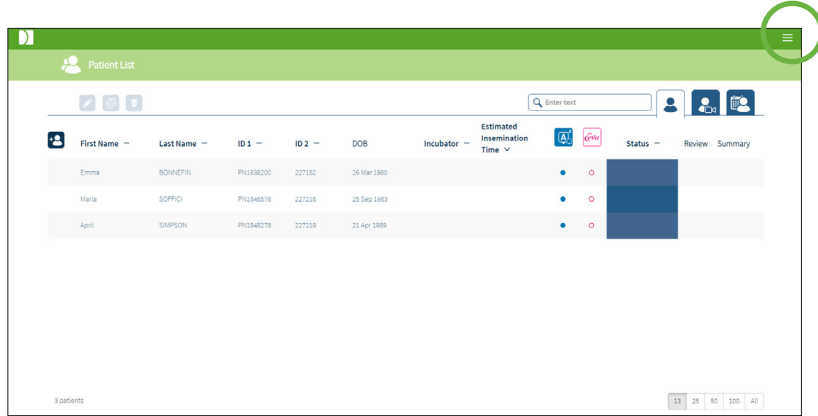 Patient List
Enter text
First Name
Last Name
ID 1
ID 2
DOB
Incubator
Estimated
Insemination
Time
Status
Review
Summary
Emma BONNEFIN PN1638200 227152 26 Mar 1980
Maria SOFFICI PN1846578 227216 25 Sep 1983
April SIMPSON PN1848278 227219 21 Apr 1989
3 patients
13 25 50 100 All